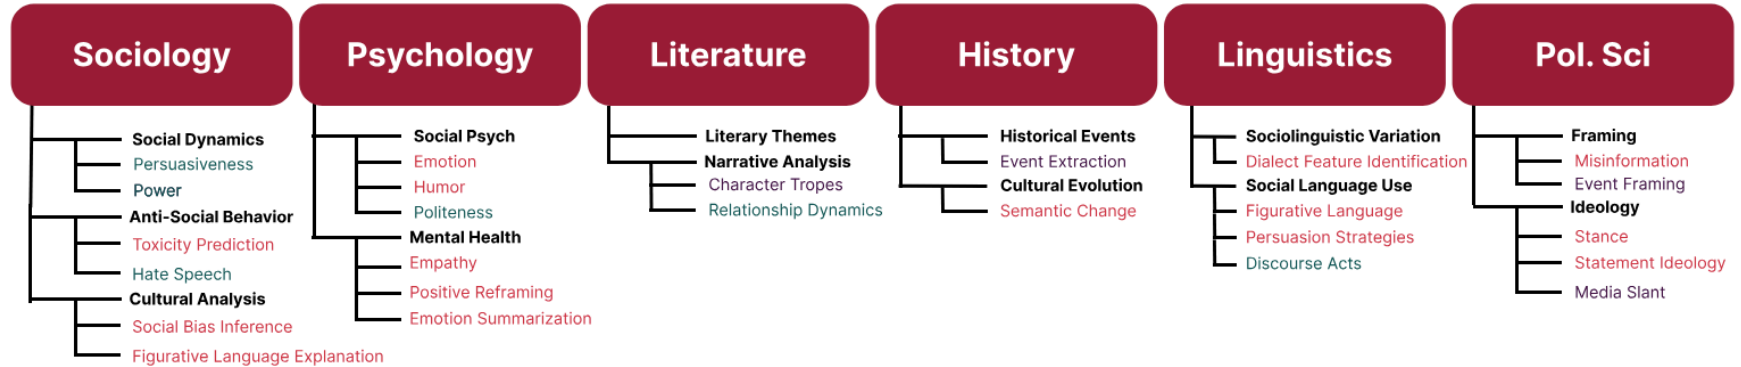 Sociology
Social Dynamics
Persuasiveness
Power
Anti-Social Behavior
Toxicity Prediction
Hate Speech
Cultural Analysis
Social Bias Inference
Figurative Language Explanation
Psychology
Social Psych
Emotion
Humor
Politeness
Mental Health
Empathy
Positive Reframing
Emotion Summarization
Literature
Literary Themes
Narrative Analysis
Character Tropes
Relationship Dynamics
History
Historical Events
Event Extraction
Cultural Evolution
Semantic Change
Linguistics
Sociolinguistic Variation
Dialect Feature Identification
Social Language Use
Figurative Language
Persuasion Strategies
Discourse Acts
Pol. Sci
Framing
Misinformation
Event Framing
Ideology
Stance
Statement Ideology
Media Slant